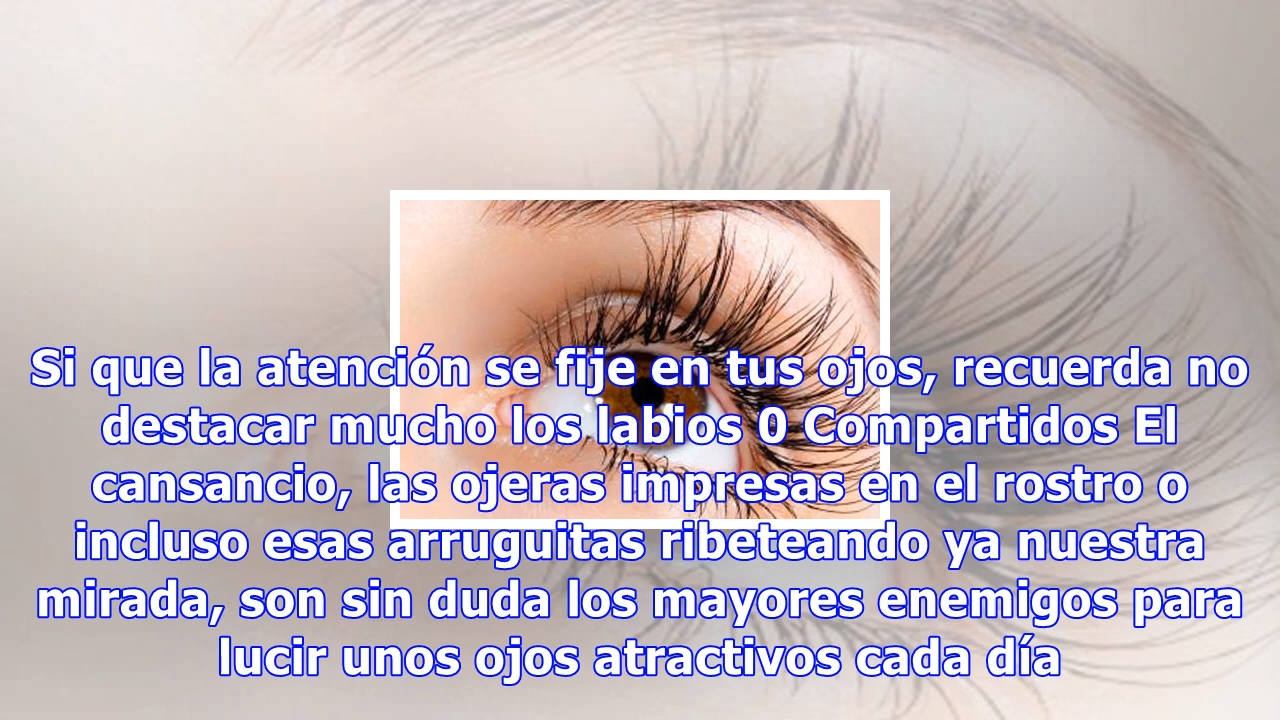 Si que la atención se fije en tus ojos, recuerda no
destacar mucho los labios 0 Compartidos El
cansancio, las ojeras impresas en el rostro o
incluso esas arruguitas ribeteando ya nuestra
mirada, son sin duda los mayores enemigos para
lucir unos ojos atractivos cada día